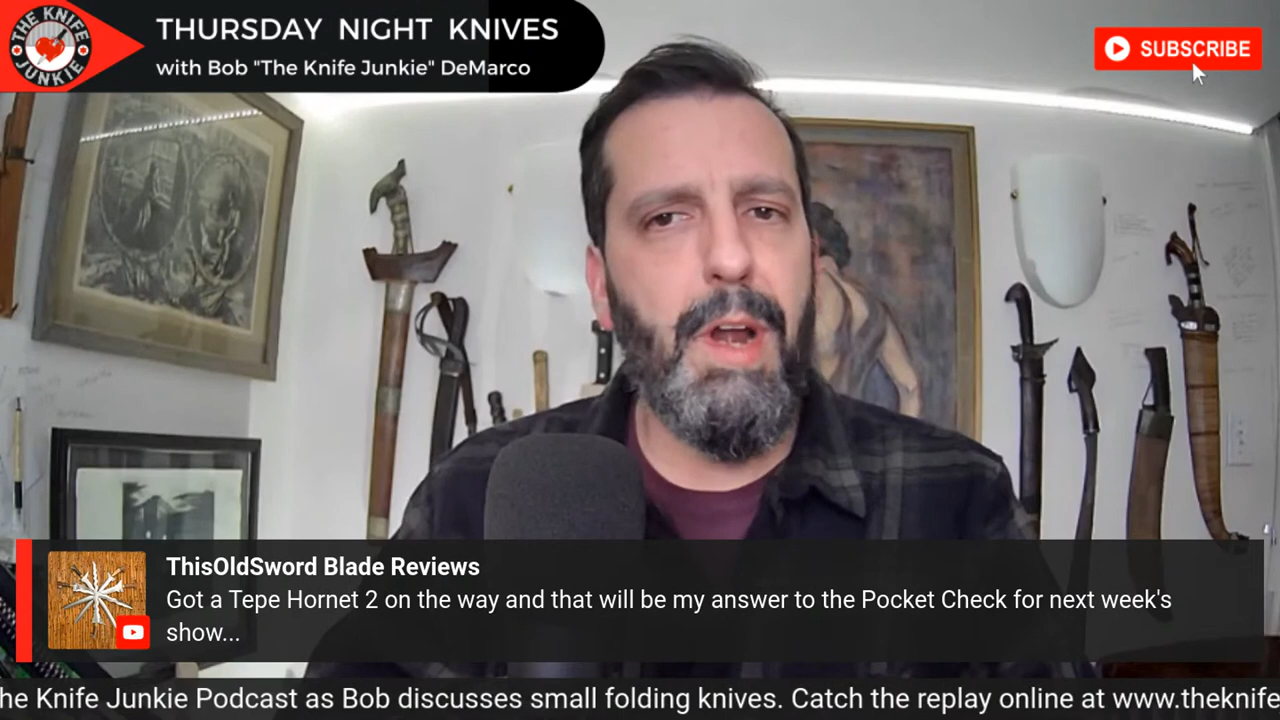 THE KNIFE
JUNKIE
THURSDAY NIGHT KNIVES
with Bob "The Knife Junkie" DeMarco
SUBSCRIBE
ThisOldSword Blade Reviews
Got a Tepe Hornet 2 on the way and that will be my answer to the Pocket Check for next week's
show...
he Knife Junkie Podcast as Bob discusses small folding knives. Catch the replay online at www.theknife